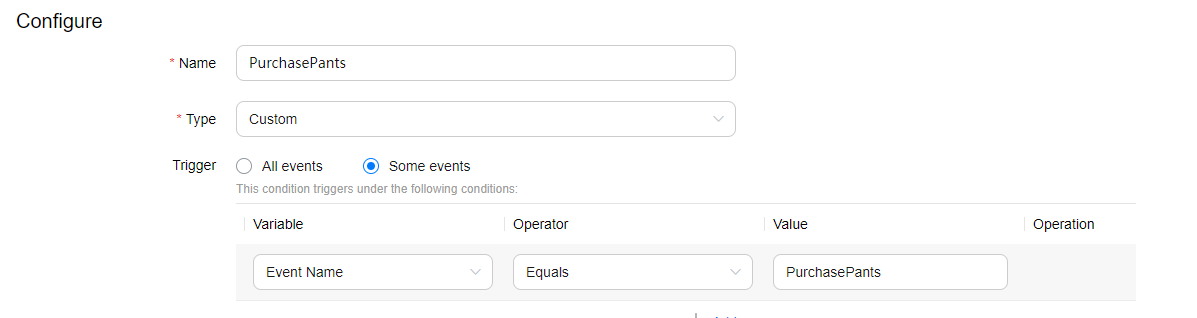 Configure
* Name PurchasePants
* Type Custom
Trigger All events Some events
This condition triggers under the following conditions:
Variable Operator Value Operation
Event Name Equals PurchasePants